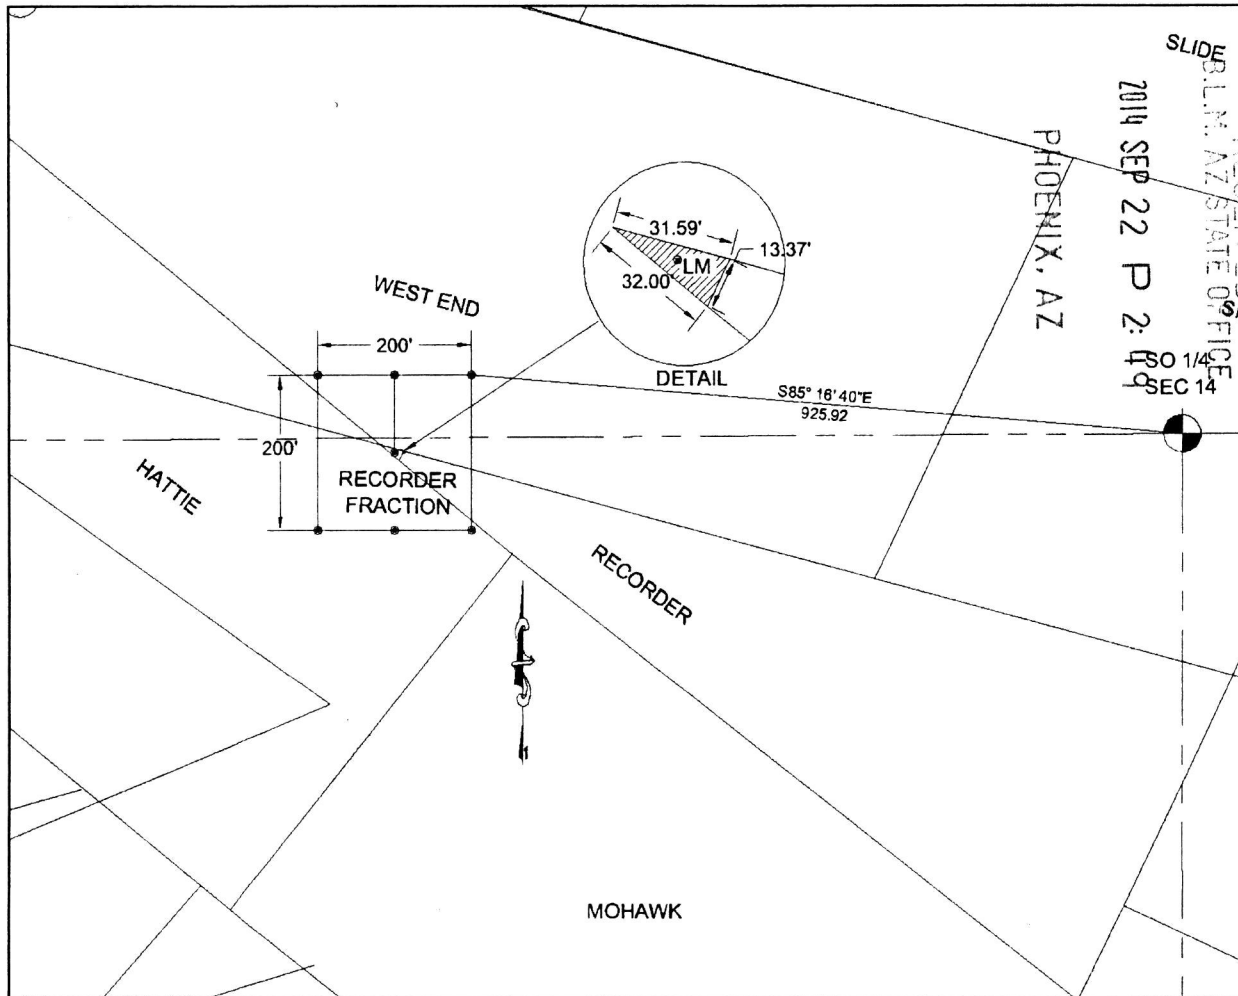 SLIDE
B.L.M. AZ STATE OFFICE
2014 SEP 22 P 2:49
PHOENIX, AZ
31.59'
13.37'
LM
32.00'
DETAIL
WEST END
200'
200'
S85° 16' 40"E
925.92
SO 1/4
SEC 14
HATTIE
RECORDER
FRACTION
RECORDER
MOHAWK